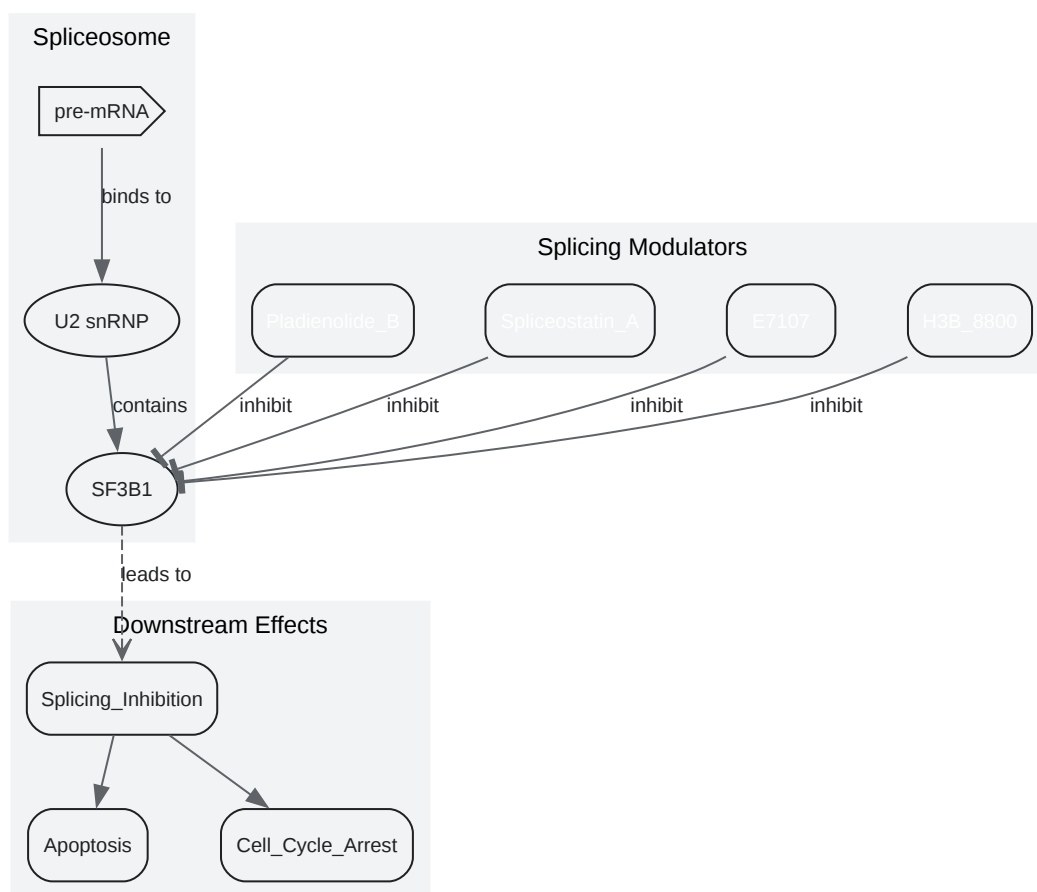 Spliceosome
pre-mRNA
binds to
Splicing Modulators
U2 snRNP
Pladienolide_B
Spliceostatin_A
E7107
H3B_8800
contains
inhibit
inhibit
inhibit
inhibit
SF3B1
leads to
Downstream Effects
Splicing_Inhibition
Apoptosis
Cell_Cycle_Arrest